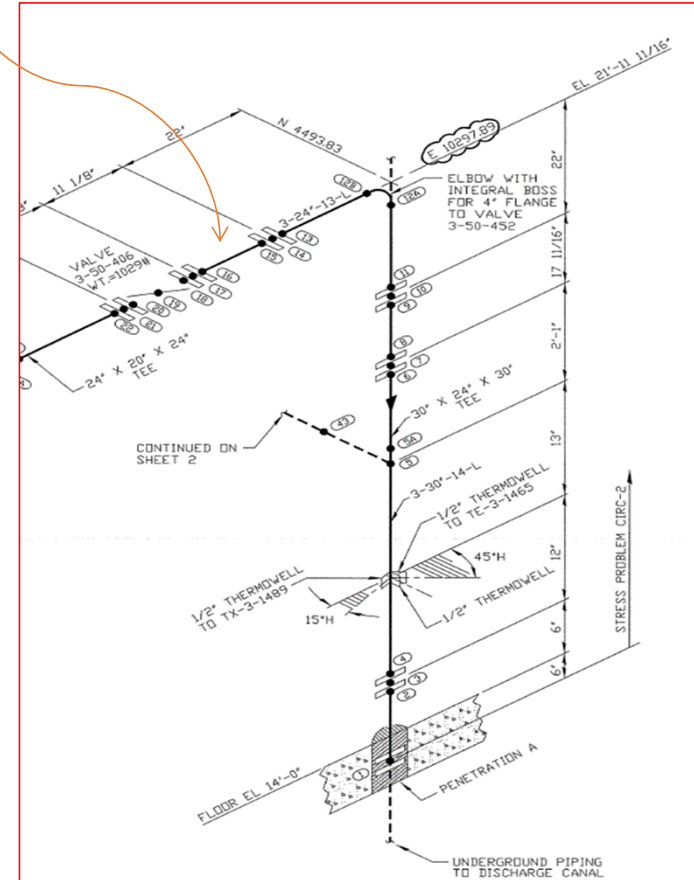 EL 21'-11 11/16"
22"
N 4493.83
E 10297.89
22"
11 1/8"
12B
12A
ELBOW WITH
INTEGRAL BOSS
FOR 4" FLANGE
TO VALVE
3-50-452
3-24"-13-L
13
14
15
VALVE
3-50-406
WT.=1029#
16
17
18
19
20
21
22
17 11/16"
11
10
9
2'-1"
8
7
6
24" X 20" X 24"
TEE
30" X 24" X 30"
TEE
43
5A
5
CONTINUED ON
SHEET 2
13"
3-30"-14-L
1/2" THERMOWELL
TO TE-3-1465
45°H
12"
1/2" THERMOWELL
TO TX-3-1489
15°H
1/2" THERMOWELL
STRESS PROBLEM CIRC-2
6"
4
3
2
6"
1
FLOOR EL 14'-0"
PENETRATION A
UNDERGROUND PIPING
TO DISCHARGE CANAL